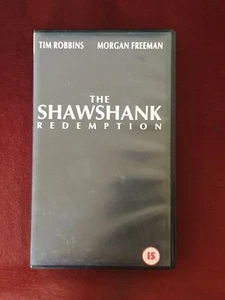 TIM ROBBINS MORGAN FREEMAN
THE
SHAWSHANK
REDEMPTION
15